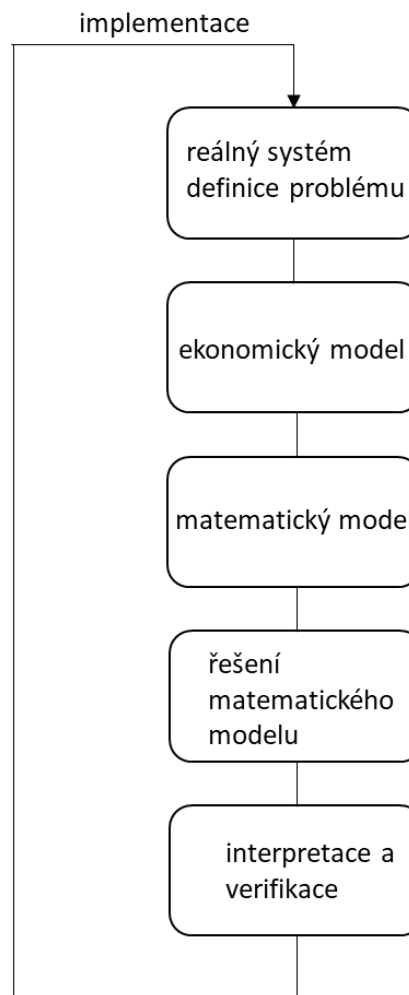 implementace
reálný systém
definice problému
ekonomický model
matematický mode
řešení
matematického
modelu
interpretace a
verifikace